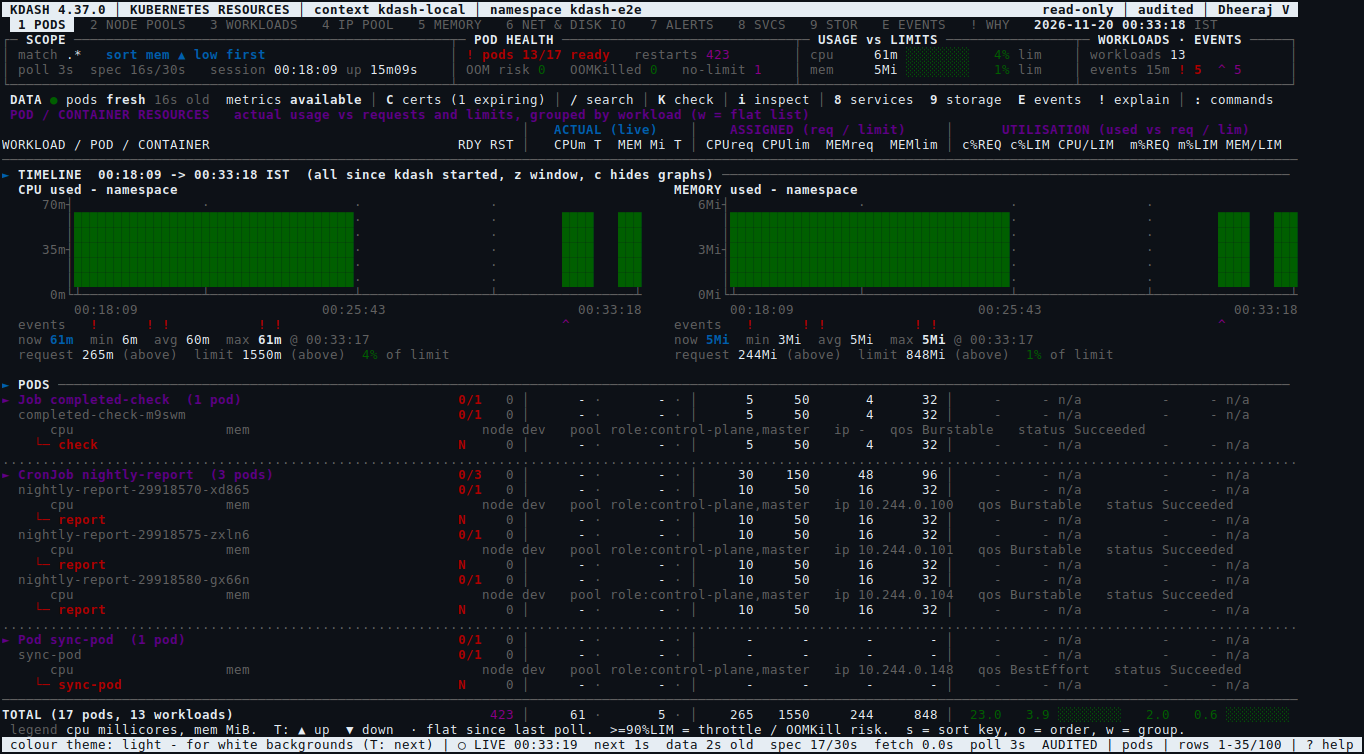 KDASH 4.37.0 │ KUBERNETES RESOURCES │ context kdash-local │ namespace kdash-e2e read-only │ audited │ Dheeraj V
1 PODS 2 NODE POOLS 3 WORKLOADS 4 IP POOL 5 MEMORY 6 NET & DISK IO 7 ALERTS 8 SVCS 9 STOR E EVENTS ! WHY 2026-11-20 00:33:18 IST
SCOPE POD HEALTH USAGE vs LIMITS WORKLOADS · EVENTS
match .* sort mem ▲ low first ! pods 13/17 ready restarts 423 cpu 61m 4% lim workloads 13
poll 3s spec 16s/30s session 00:18:09 up 15m09s OOM risk 0 OOMKilled 0 no-limit 1 mem 5Mi 1% lim events 15m ! 5 ^ 5
DATA ● pods fresh 16s old metrics available │ C certs (1 expiring) │ / search │ K check │ i inspect │ 8 services 9 storage E events ! explain │ : commands
POD / CONTAINER RESOURCES actual usage vs requests and limits, grouped by workload (w = flat list)
│ ACTUAL (live) │ ASSIGNED (req / limit) │ UTILISATION (used vs req / lim)
WORKLOAD / POD / CONTAINER RDY RST │ CPUm T MEM Mi T │ CPUreq CPUlim MEMreq MEMlim │ c%REQ c%LIM CPU/LIM m%REQ m%LIM MEM/LIM
► TIMELINE 00:18:09 -> 00:33:18 IST (all since kdash started, z window, c hides graphs)
CPU used - namespace MEMORY used - namespace
70m 6Mi
35m 3Mi
0m 0Mi
00:18:09 00:25:43 00:33:18 00:18:09 00:25:43 00:33:18
events ! ! ! ! ! ^ events ! ! ! ! ! ^
now 61m min 6m avg 60m max 61m @ 00:33:17 now 5Mi min 3Mi avg 5Mi max 5Mi @ 00:33:17
request 265m (above) limit 1550m (above) 4% of limit request 244Mi (above) limit 848Mi (above) 1% of limit
► PODS
► Job completed-check (1 pod) 0/1 0 │ - · - · │ 5 50 4 32 │ - - n/a - - n/a
completed-check-m9swm 0/1 0 │ - · - · │ 5 50 4 32 │ - - n/a - - n/a
cpu mem node dev pool role:control-plane,master ip - qos Burstable status Succeeded
└─ check N 0 │ - · - · │ 5 50 4 32 │ - - n/a - - n/a
► CronJob nightly-report (3 pods) 0/3 0 │ - · - · │ 30 150 48 96 │ - - n/a - - n/a
nightly-report-29918570-xd865 0/1 0 │ - · - · │ 10 50 16 32 │ - - n/a - - n/a
cpu mem node dev pool role:control-plane,master ip 10.244.0.100 qos Burstable status Succeeded
└─ report N 0 │ - · - · │ 10 50 16 32 │ - - n/a - - n/a
nightly-report-29918575-zxln6 0/1 0 │ - · - · │ 10 50 16 32 │ - - n/a - - n/a
cpu mem node dev pool role:control-plane,master ip 10.244.0.101 qos Burstable status Succeeded
└─ report N 0 │ - · - · │ 10 50 16 32 │ - - n/a - - n/a
nightly-report-29918580-gx66n 0/1 0 │ - · - · │ 10 50 16 32 │ - - n/a - - n/a
cpu mem node dev pool role:control-plane,master ip 10.244.0.104 qos Burstable status Succeeded
└─ report N 0 │ - · - · │ 10 50 16 32 │ - - n/a - - n/a
► Pod sync-pod (1 pod) 0/1 0 │ - · - · │ - - - - │ - - n/a - - n/a
sync-pod 0/1 0 │ - · - · │ - - - - │ - - n/a - - n/a
cpu mem node dev pool role:control-plane,master ip 10.244.0.148 qos BestEffort status Succeeded
└─ sync-pod N 0 │ - · - · │ - - - - │ - - n/a - - n/a
TOTAL (17 pods, 13 workloads) 423 │ 61 · 5 · │ 265 1550 244 848 │ 23.0 3.9 2.0 0.6
legend cpu millicores, mem MiB. T: ▲ up ▼ down · flat since last poll. >=90%LIM = throttle / OOMKill risk. s = sort key, o = order, w = group.
colour theme: light - for white backgrounds (T: next) │ ○ LIVE 00:33:19 next 1s data 2s old spec 17/30s fetch 0.0s poll 3s AUDITED │ pods │ rows 1-35/100 │ ? help